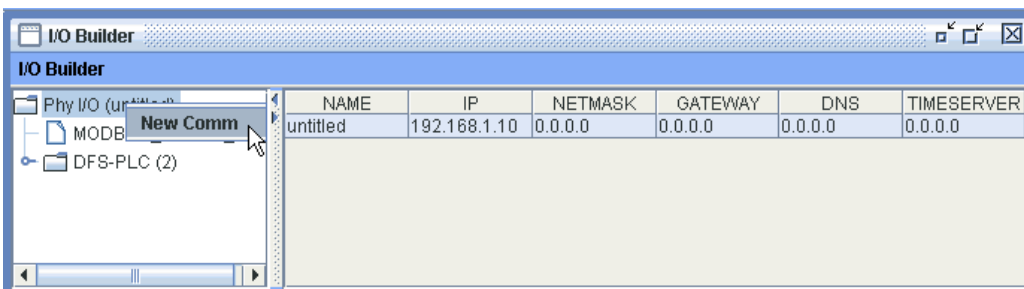 I/O Builder
I/O Builder
Phy I/O
New Comm
MODB
DFS-PLC (2)
NAME IP NETMASK GATEWAY DNS TIMESERVER
untitled 192.168.1.10 0.0.0.0 0.0.0.0 0.0.0.0 0.0.0.0